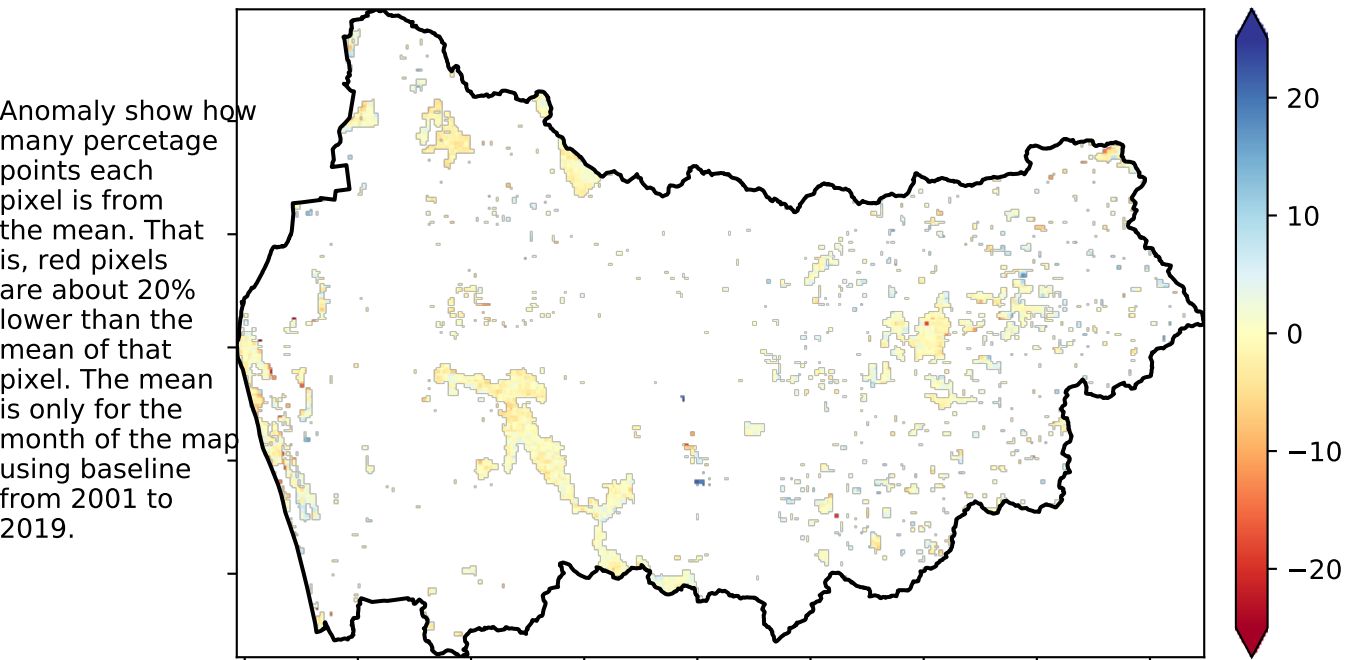 Anomaly show how
many percetage
points each
pixel is from
the mean. That
is, red pixels
are about 20%
lower than the
mean of that
pixel. The mean
is only for the
month of the map
using baseline
from 2001 to
2019.
20
10
0
−10
−20